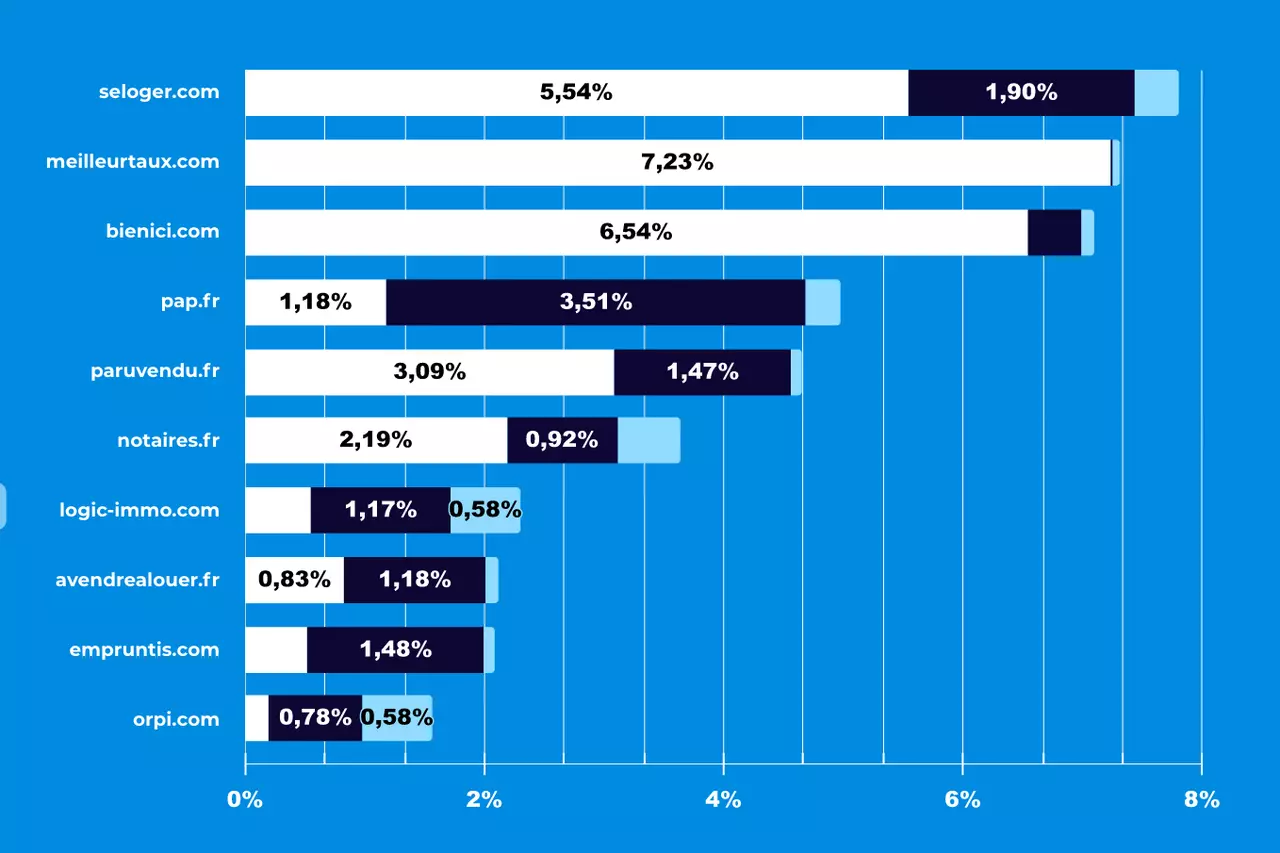 seloger.com 5,54% 1,90%
meilleurtaux.com 7,23%
bienici.com 6,54%
pap.fr 1,18% 3,51%
paruvendu.fr 3,09% 1,47%
notaires.fr 2,19% 0,92%
logic-immo.com 1,17% 0,58%
avendrealouer.fr 0,83% 1,18%
empruntis.com 1,48%
orpi.com 0,78% 0,58%
0% 2% 4% 6% 8%